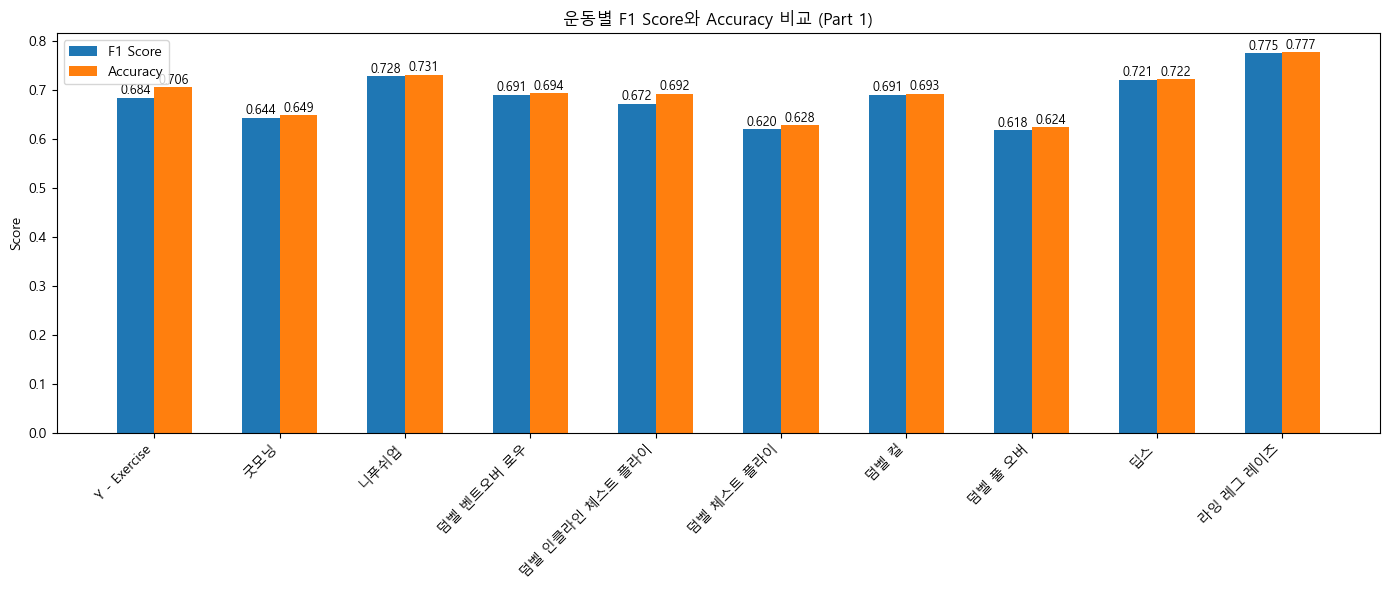 운동별 F1 Score와 Accuracy 비교 (Part 1)
F1 Score
Accuracy
Score
0.8
0.7
0.6
0.5
0.4
0.3
0.2
0.1
0.0
0.684
0.706
0.644
0.649
0.728
0.731
0.691
0.694
0.672
0.692
0.620
0.628
0.691
0.693
0.618
0.624
0.721
0.722
0.775
0.777
Y - Exercise
굿모닝
니푸쉬업
덤벨 벤트오버 로우
덤벨 인클라인 체스트 플라이
덤벨 체스트 플라이
덤벨 컬
덤벨 풀 오버
딥스
라잉 레그 레이즈